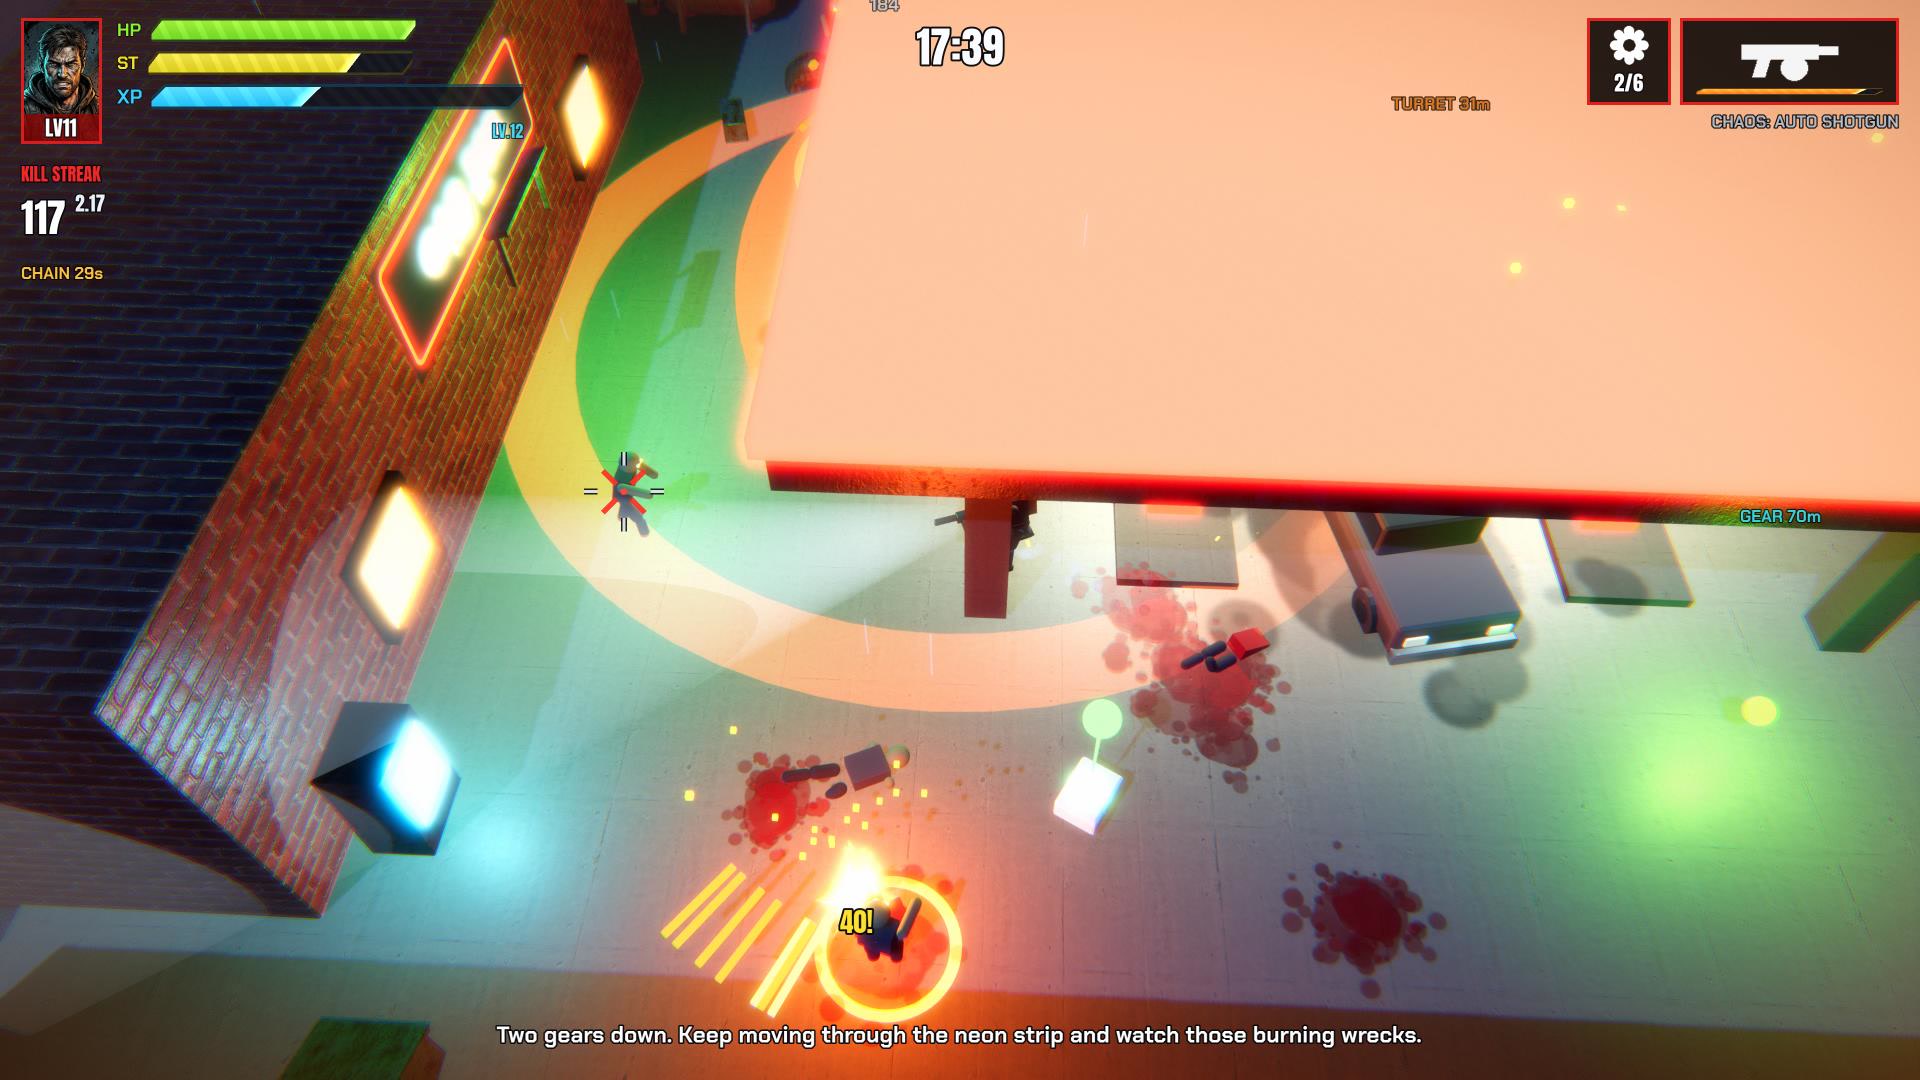 HP
ST
XP
LV11
LV.12
KILL STREAK
117 2.17
CHAIN 29s
184
17:39
TURRET 31m
2/6
CHAOS: AUTO SHOTGUN
GEAR 70m
40!
Two gears down. Keep moving through the neon strip and watch those burning wrecks.